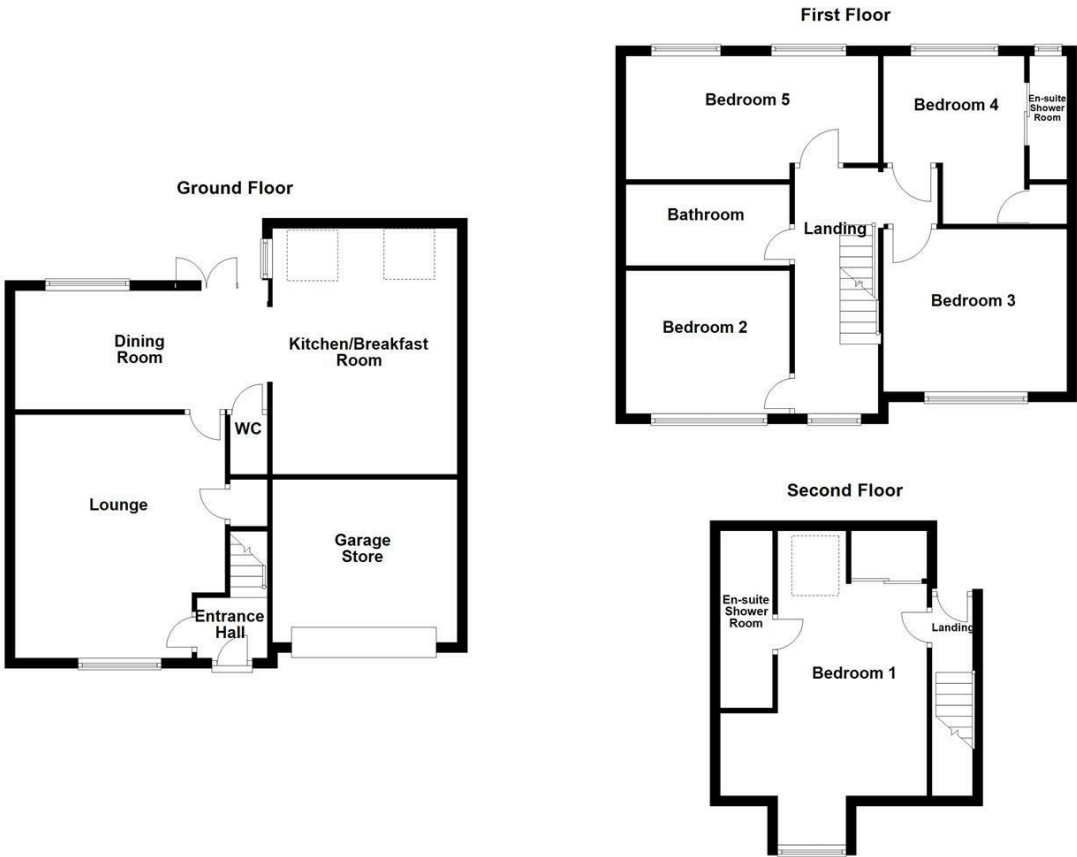 First Floor
Bedroom 5
Bedroom 4
En-suite
Shower
Room
Bathroom
Landing
Bedroom 2
Bedroom 3
Ground Floor
Dining
Room
Kitchen/Breakfast
Room
WC
Lounge
Garage
Store
Entrance
Hall
Second Floor
En-suite
Shower
Room
Landing
Bedroom 1